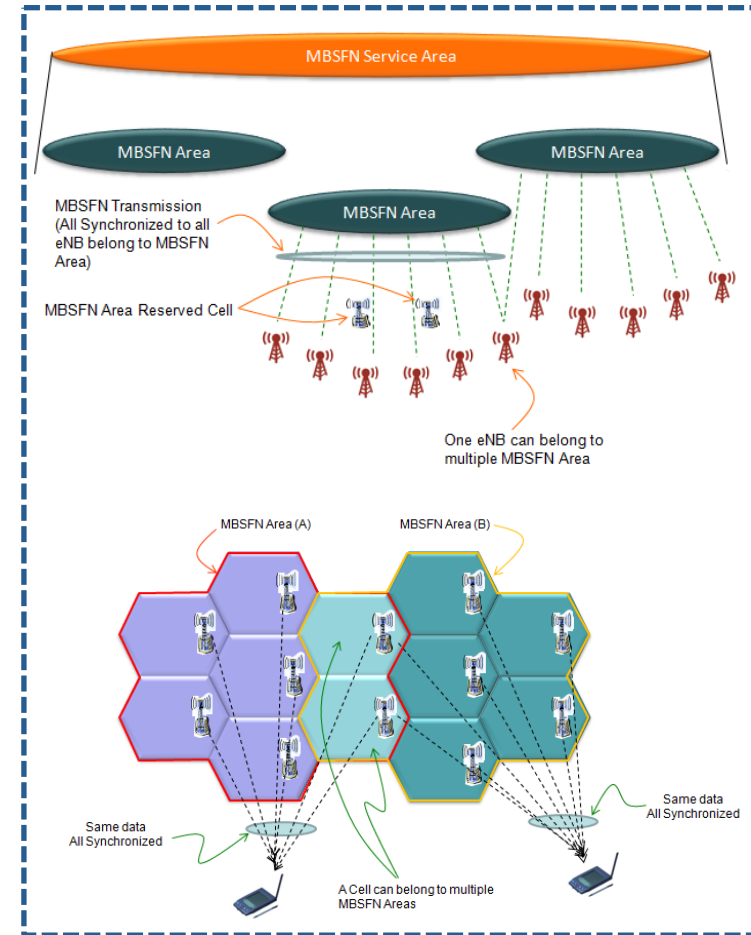 MBSFN Service Area
MBSFN Area
MBSFN Area
MBSFN Transmission
(All Synchronized to all
eNB belong to MBSFN
Area)
MBSFN Area
MBSFN Area Reserved Cell
One eNB can belong to
multiple MBSFN Area
MBSFN Area (A)
MBSFN Area (B)
Same data
All Synchronized
Same data
All Synchronized
A Cell can belong to multiple
MBSFN Areas